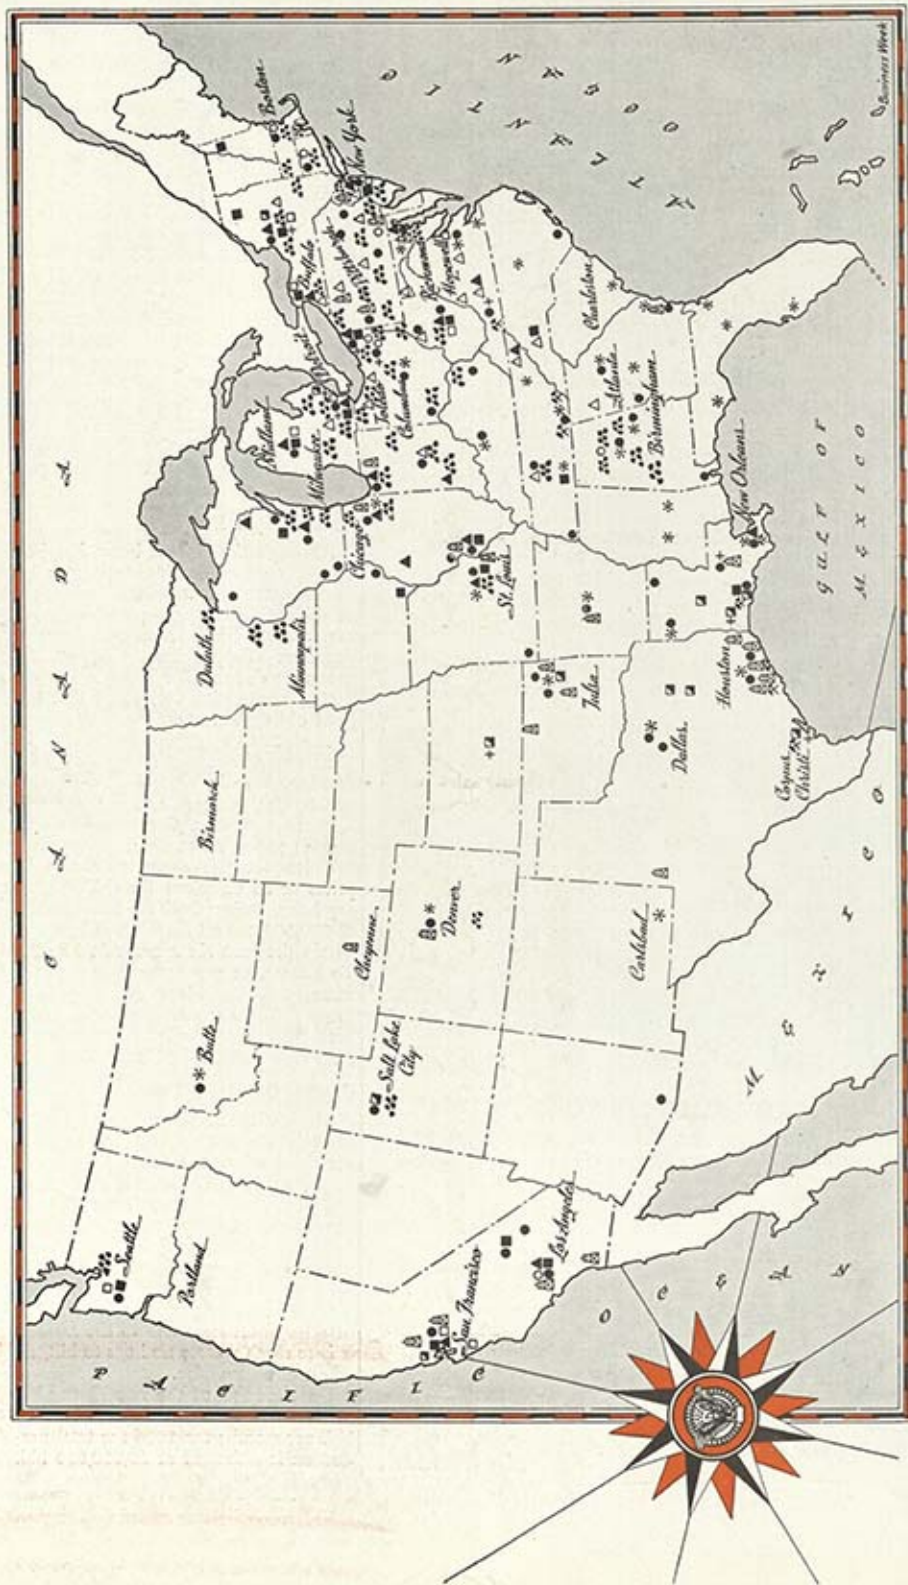 CANADA
Seattle
Portland
Butte
Bismarck
Duluth
Minneapolis
Midland
Milwaukee
Detroit
Buffalo
Boston
New York
Pittsburgh
Toledo
Columbus
Chicago
Cheyenne
Salt Lake
City
Denver
St. Louis
Richmond
Hopewell
San Francisco
Los Angeles
Tulsa
Charleston
Atlanta
Birmingham
Carlsbad
Dallas
Houston
New Orleans
Corpus
Christi
PACIFIC
OCEAN
ATLANTIC
OCEAN
GULF OF
MEXICO
MEXICO
Business Week